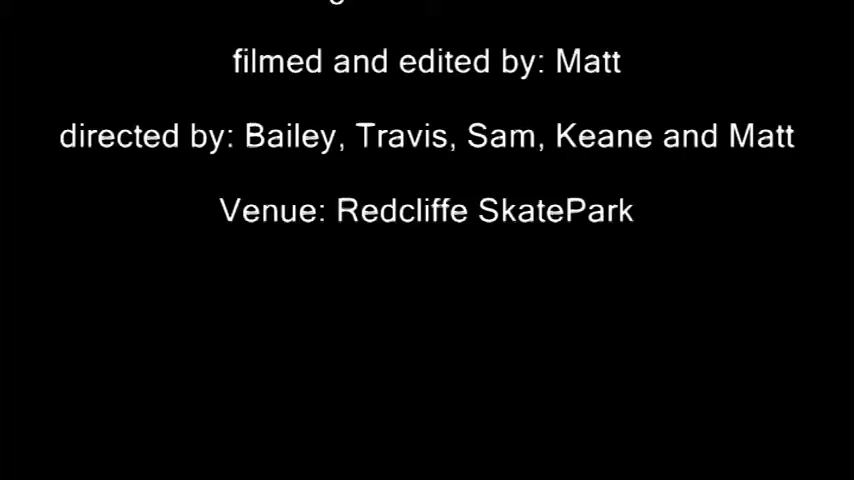 filmed and edited by: Matt
directed by: Bailey, Travis, Sam, Keane and Matt
Venue: Redcliffe SkatePark